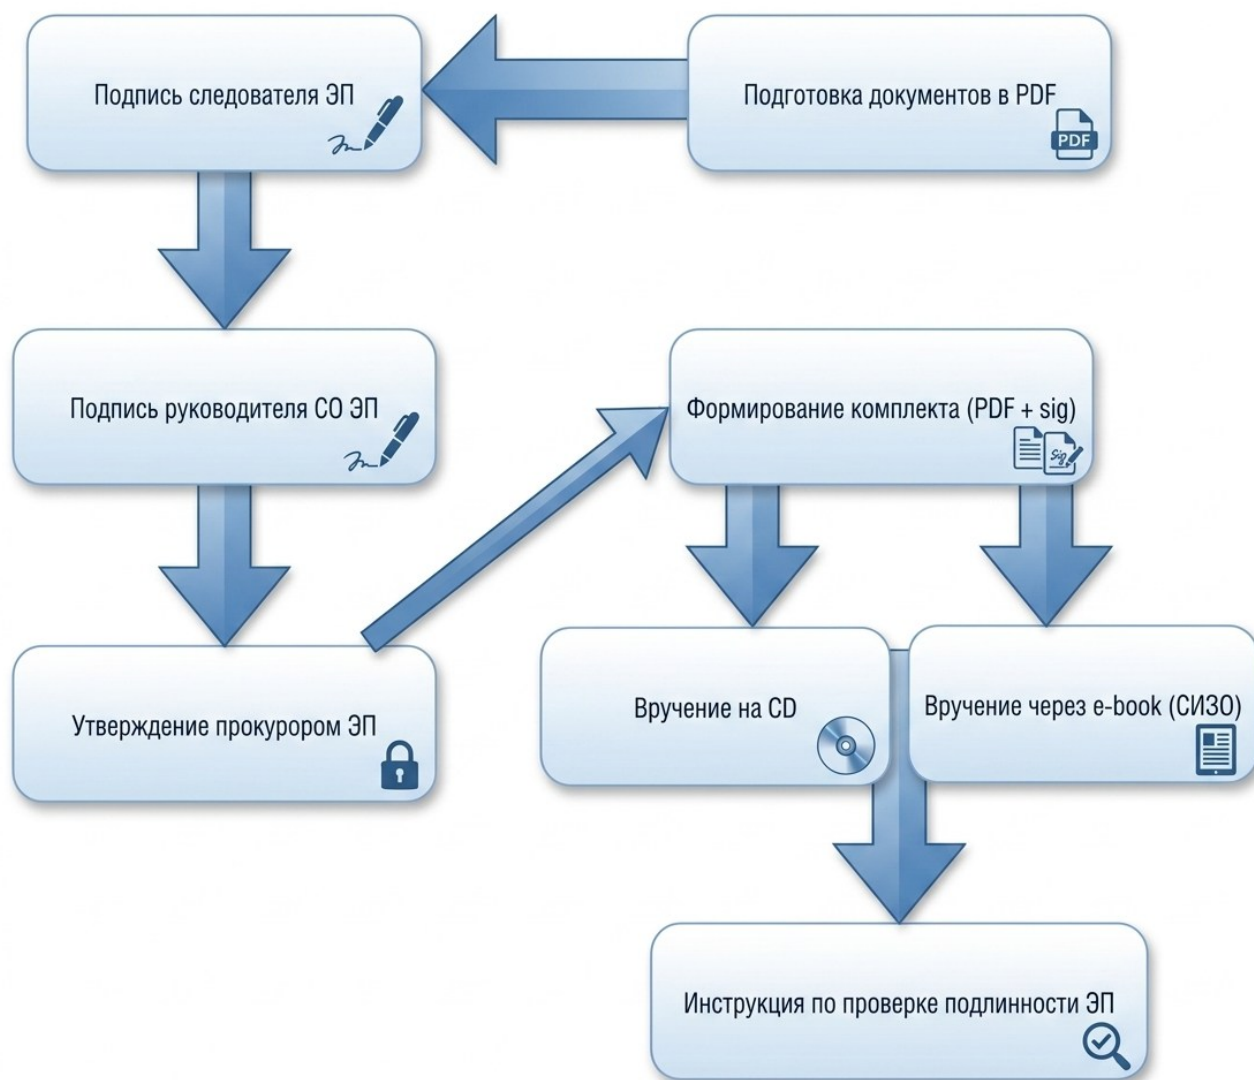 Подпись следователя ЭП
Подготовка документов в PDF
PDF
Подпись руководителя СО ЭП
Формирование комплекта (PDF + sig)
Sig
Утверждение прокурором ЭП
Вручение на CD
Вручение через e-book (СИЗО)
Инструкция по проверке подлинности ЭП